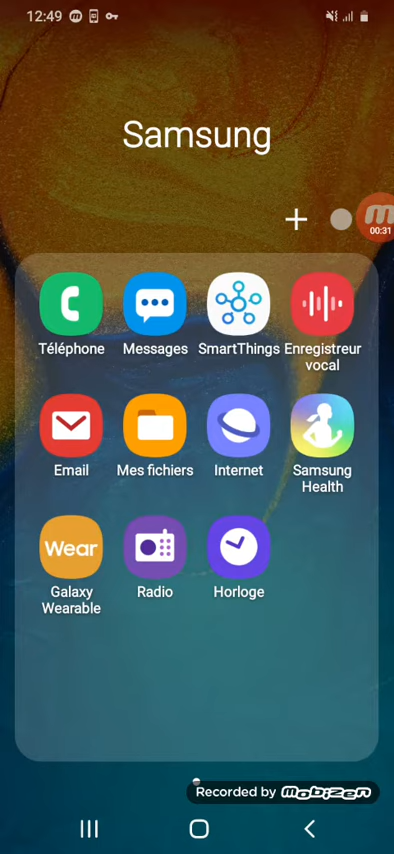 12:49
Samsung
00:31
Téléphone
Messages
SmartThings
Enregistreur
vocal
Email
Mes fichiers
Internet
Samsung
Health
Wear
Galaxy
Wearable
Radio
Horloge
Recorded by Mobizen